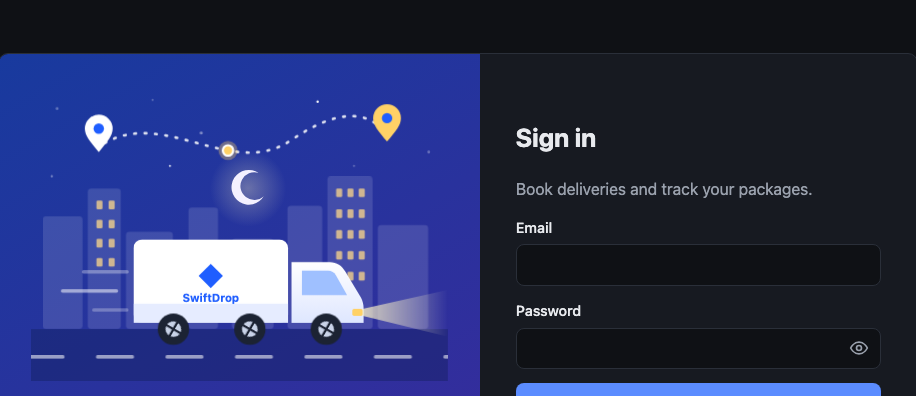 SwiftDrop
Sign in
Book deliveries and track your packages.
Email
Password